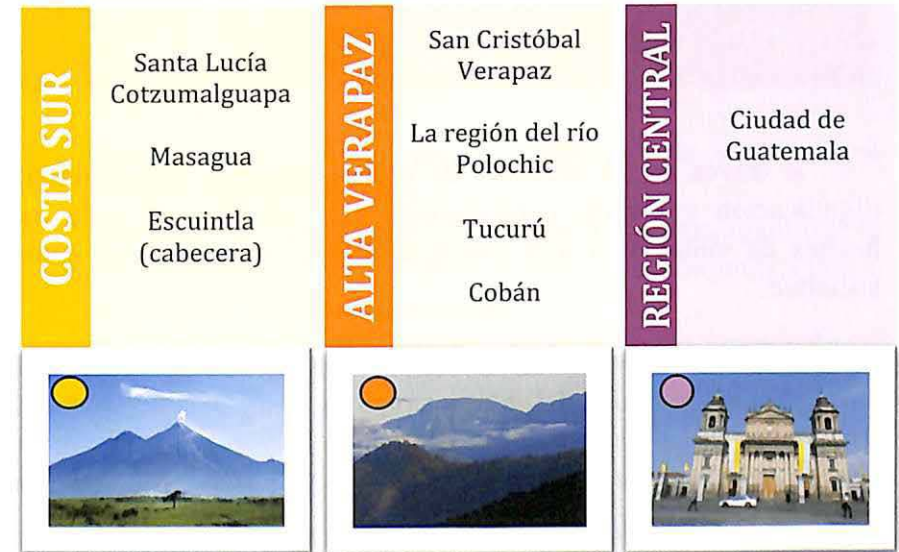 COSTA SUR
Santa Lucía
Cotzumalguapa
Masagua
Escuintla
(cabecera)
ALTA VERAPAZ
San Cristóbal
Verapaz
La región del río
Polochic
Tucurú
Cobán
REGIÓN CENTRAL
Ciudad de
Guatemala